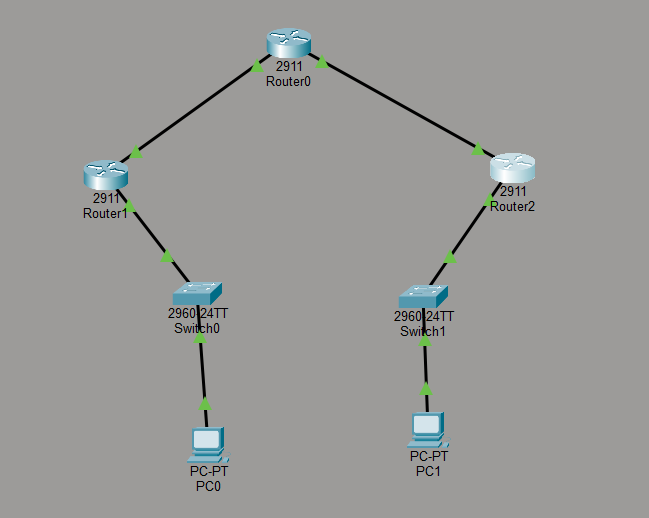 2911
Router0
2911
Router1
2911
Router2
2960-24TT
Switch0
2960-24TT
Switch1
PC-PT
PC0
PC-PT
PC1